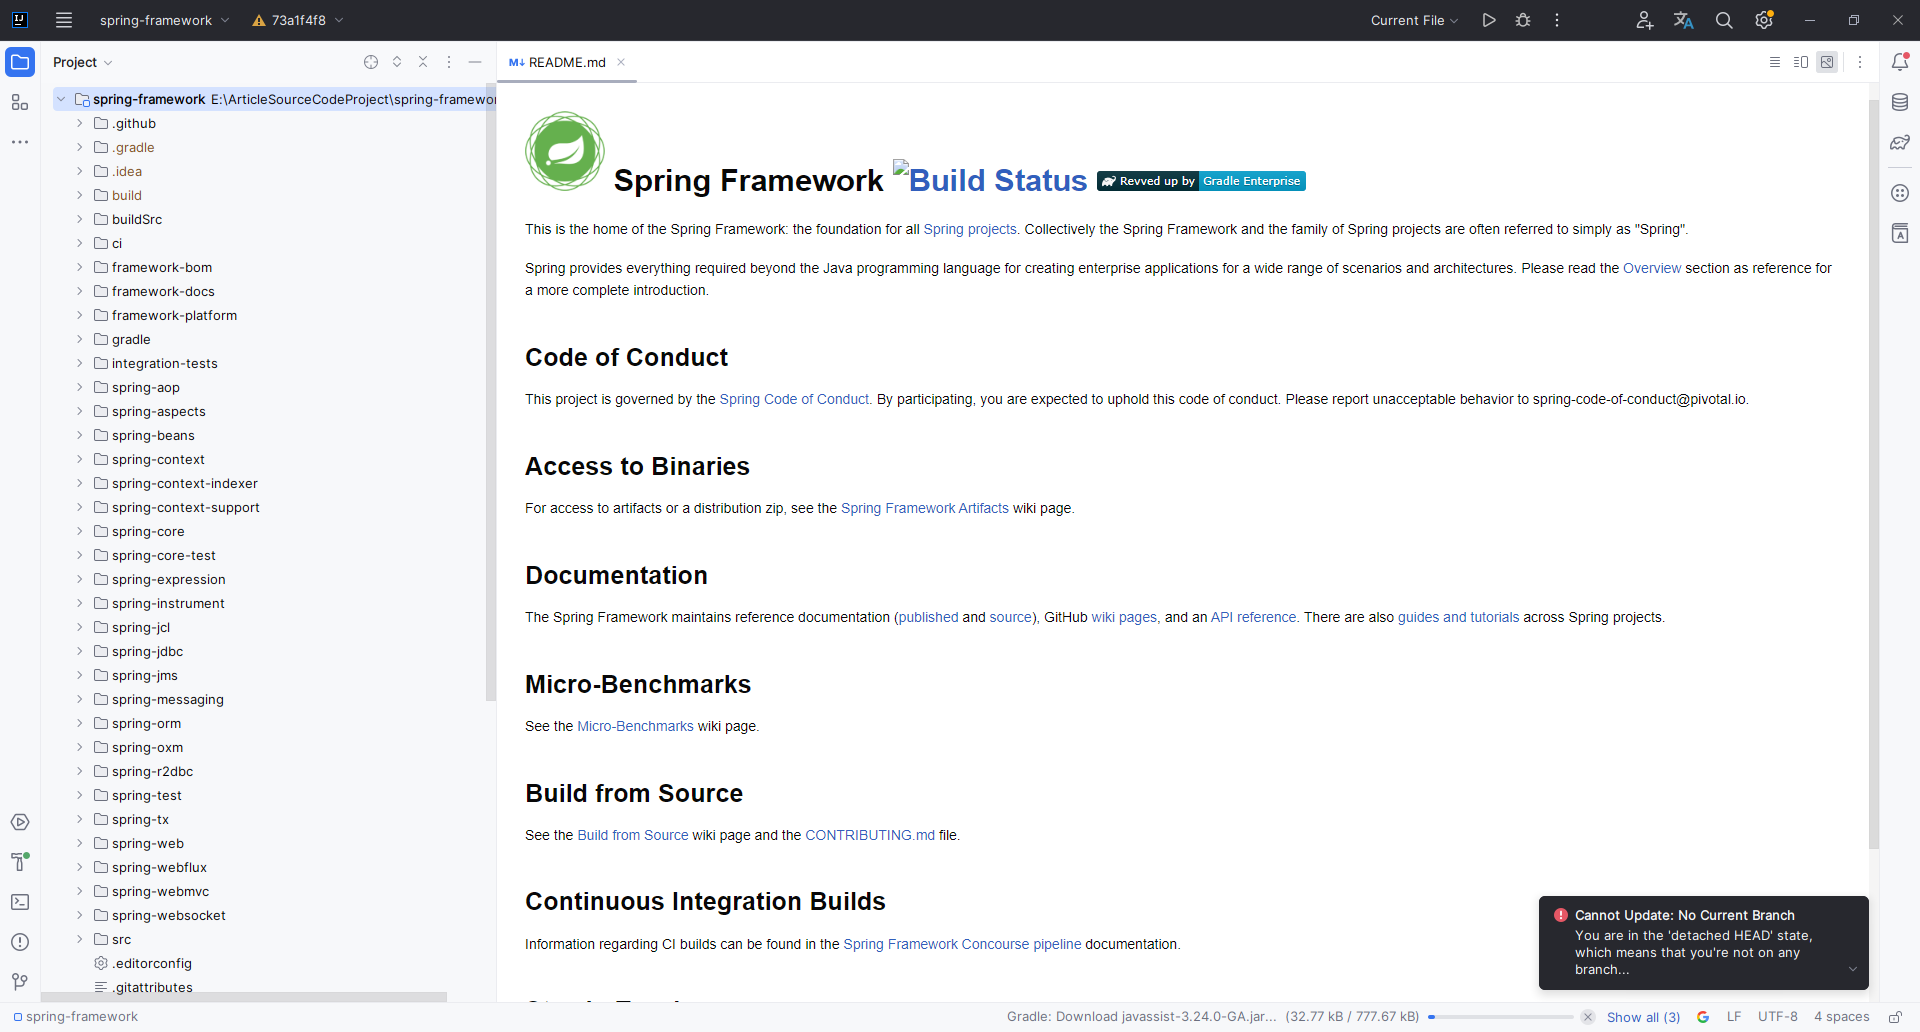 spring-framework
73a1f4f8
Current File
Project
README.md
spring-framework E:\ArticleSourceCodeProject\spring-framewor
.github
.gradle
.idea
build
buildSrc
ci
framework-bom
framework-docs
framework-platform
gradle
integration-tests
spring-aop
spring-aspects
spring-beans
spring-context
spring-context-indexer
spring-context-support
spring-core
spring-core-test
spring-expression
spring-instrument
spring-jcl
spring-jdbc
spring-jms
spring-messaging
spring-orm
spring-oxm
spring-r2dbc
spring-test
spring-tx
spring-web
spring-webflux
spring-webmvc
spring-websocket
src
.editorconfig
.gitattributes
Spring Framework Build Status Revved up by Gradle Enterprise
This is the home of the Spring Framework: the foundation for all Spring projects. Collectively the Spring Framework and the family of Spring projects are often referred to simply as "Spring".
Spring provides everything required beyond the Java programming language for creating enterprise applications for a wide range of scenarios and architectures. Please read the Overview section as reference for
a more complete introduction.
Code of Conduct
This project is governed by the Spring Code of Conduct. By participating, you are expected to uphold this code of conduct. Please report unacceptable behavior to spring-code-of-conduct@pivotal.io.
Access to Binaries
For access to artifacts or a distribution zip, see the Spring Framework Artifacts wiki page.
Documentation
The Spring Framework maintains reference documentation (published and source), GitHub wiki pages, and an API reference. There are also guides and tutorials across Spring projects.
Micro-Benchmarks
See the Micro-Benchmarks wiki page.
Build from Source
See the Build from Source wiki page and the CONTRIBUTING.md file.
Continuous Integration Builds
Information regarding CI builds can be found in the Spring Framework Concourse pipeline documentation.
Cannot Update: No Current Branch
You are in the 'detached HEAD' state,
which means that you're not on any
branch...
spring-framework
Gradle: Download javassist-3.24.0-GA.jar... (32.77 kB / 777.67 kB)
Show all (3)
LF
UTF-8
4 spaces